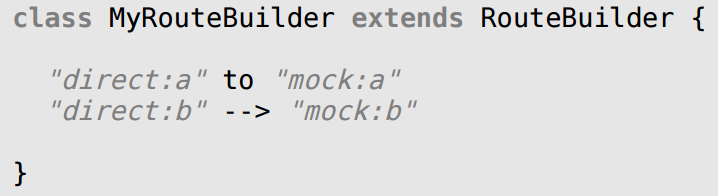 class MyRouteBuilder extends RouteBuilder {
"direct:a" to "mock:a"
"direct:b" --> "mock:b"
}